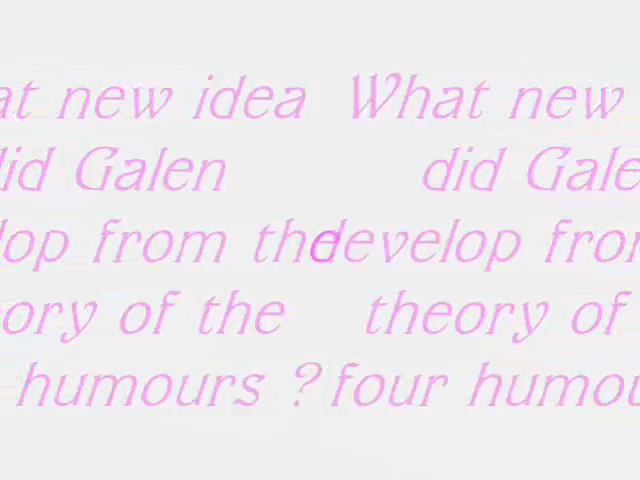 at new idea What new
did Galen did Gale
lop from the develop from
ory of the theory of
humours ? four humou